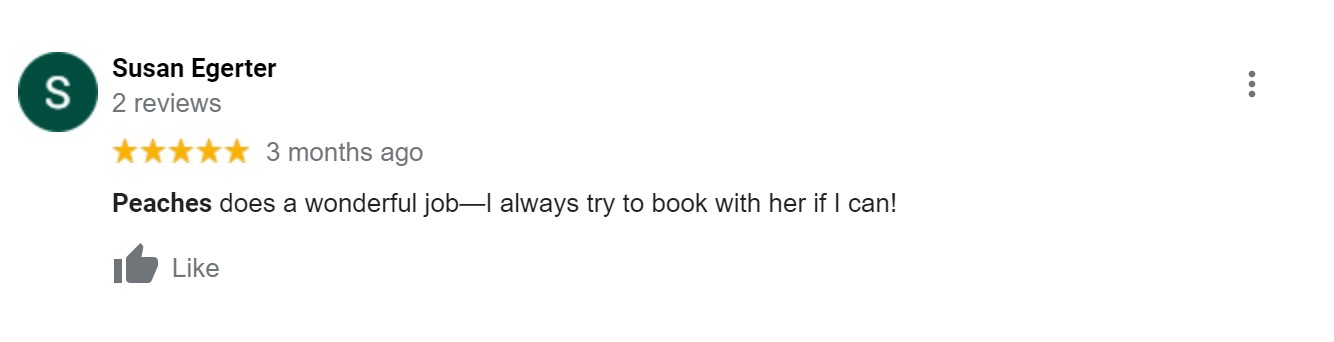 S
Susan Egerter
2 reviews
3 months ago
Peaches does a wonderful job—I always try to book with her if I can!
Like